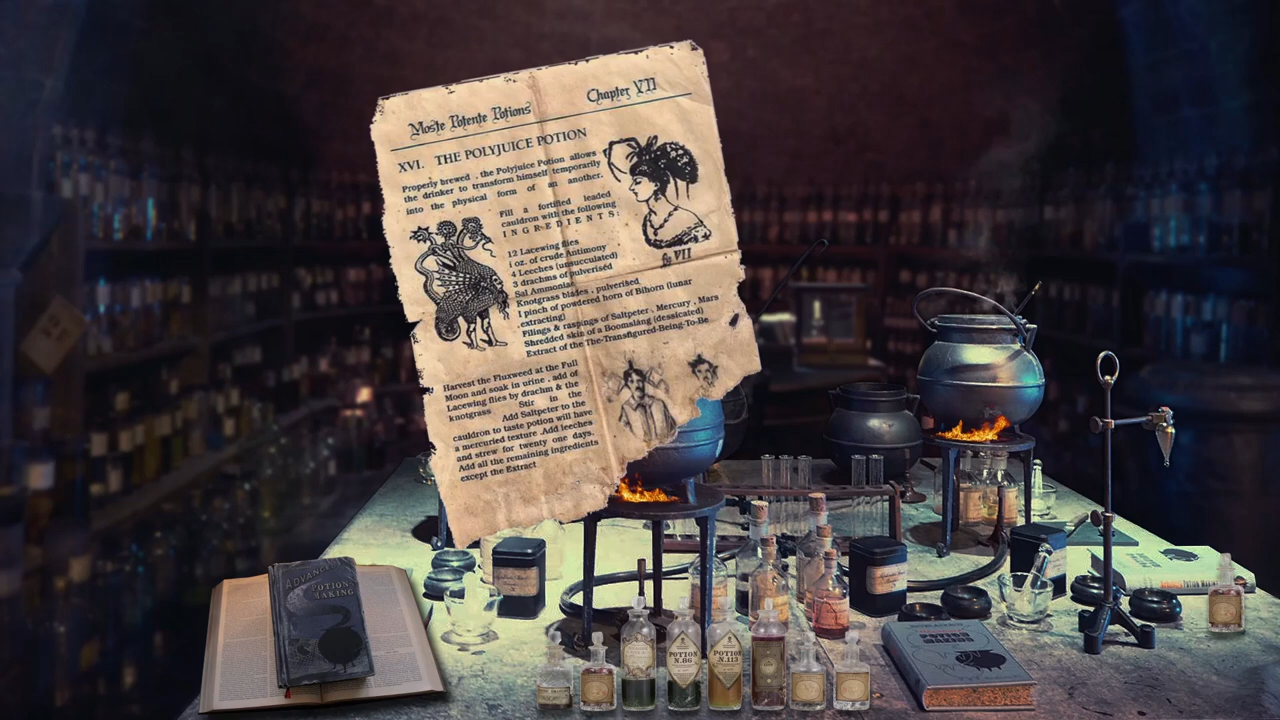 Moste Potente Potions
Chapter VII
XVI. THE POLYJUICE POTION
Properly brewed , the Polyjuice Potion allows
the drinker to transform himself temporarily
into the physical form of an another.
Fill a fortified leaded
cauldron with the following
INGREDIENTS:
12 Lacewing flies
1 oz. of crude Antimony
4 Leeches (unsucculated)
3 drachms of pulverised
Sal Ammoniac
Knotgrass blades , pulverised
1 pinch of powdered horn of Bihorn (lunar
extracting)
Filings & raspings of Saltpeter , Mercury , Mars
Shredded skin of a Boomslang (dessicated)
Extract of the The-Transfigured-Being-To-Be
fig VII
Harvest the Fluxweed at the Full
Moon and soak in urine , add of
Lacewing flies by drachm & the
knotgrass Stir in the
Add Saltpeter to the
cauldron to taste potion will have
a mercuried texture .Add leeches
and strew for twenty one days.
Add all the remaining ingredients
except the Extract
ADVANCED
POTION
MAKING
POTION
N.86
POTION
N.113
POTION
MAKING